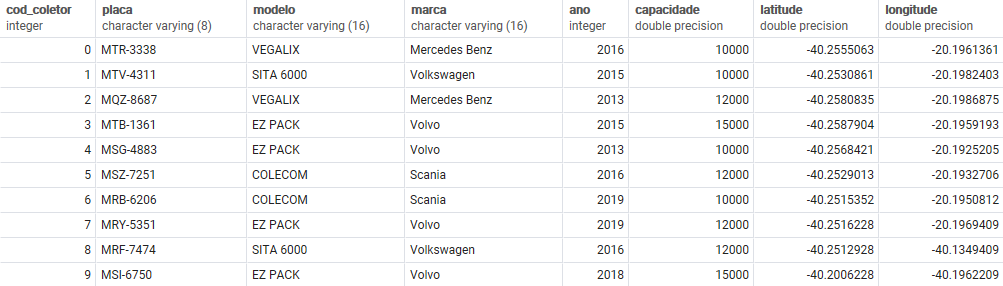 cod_coletor placa modelo marca ano capacidade latitude longitude
integer character varying (8) character varying (16) character varying (16) integer double precision double precision double precision
0 MTR-3338 VEGALIX Mercedes Benz 2016 10000 -40.2555063 -20.1961361
1 MTV-4311 SITA 6000 Volkswagen 2015 10000 -40.2530861 -20.1982403
2 MQZ-8687 VEGALIX Mercedes Benz 2013 12000 -40.2580835 -20.1986875
3 MTB-1361 EZ PACK Volvo 2015 15000 -40.2587904 -20.1959193
4 MSG-4883 EZ PACK Volvo 2013 10000 -40.2568421 -20.1925205
5 MSZ-7251 COLECOM Scania 2016 12000 -40.2529013 -20.1932706
6 MRB-6206 COLECOM Scania 2019 10000 -40.2515352 -20.1950812
7 MRY-5351 EZ PACK Volvo 2019 12000 -40.2516228 -20.1969409
8 MRF-7474 SITA 6000 Volkswagen 2016 12000 -40.2512928 -40.1349409
9 MSI-6750 EZ PACK Volvo 2018 15000 -40.2006228 -40.1962209